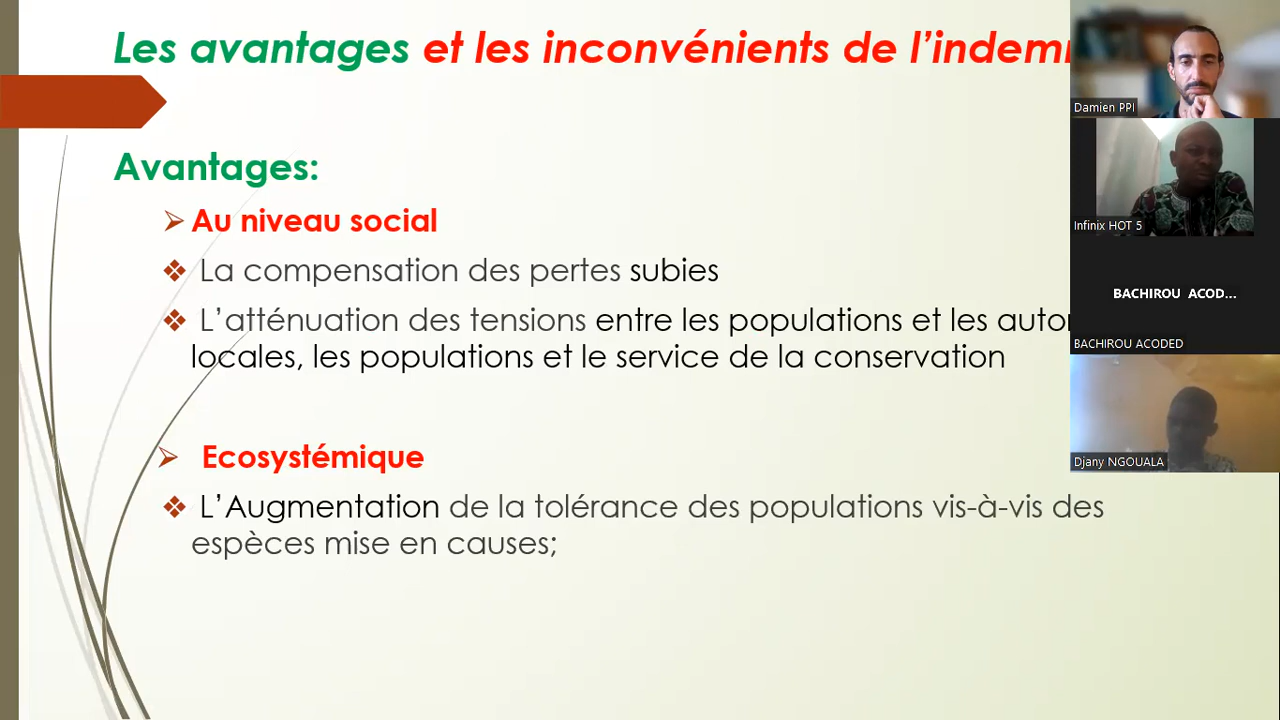 Les avantages et les inconvénients de l'indem
Avantages:
Au niveau social
La compensation des pertes subies
L'atténuation des tensions entre les populations et les
locales, les populations et le service de la conservation
Ecosystémique
L'Augmentation de la tolérance des populations vis-à-vis des
espèces mise en causes;
Damien PPI
Infinix HOT 5
BACHIROU ACOD...
BACHIROU ACODED
Djany NGOUALA